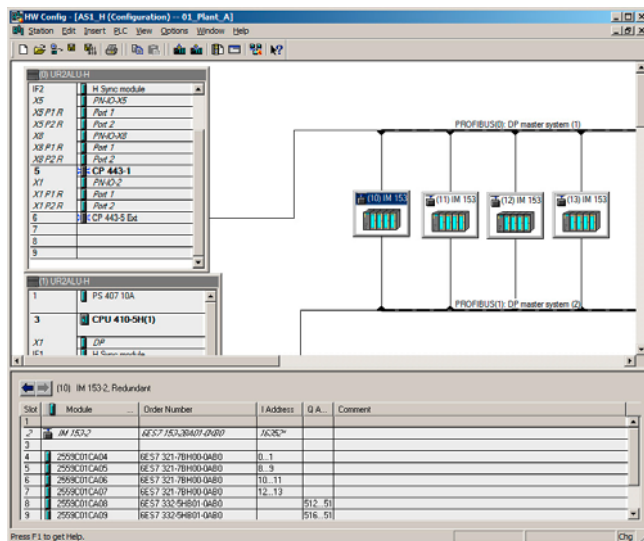 HW Config - [AS1_H (Configuration) -- 01_Plant_A]
Station Edit Insert PLC View Options Window Help
(0) UR2ALU-H
IF2 H Sync module
X5 PN-IO-X5
X5 P1 R Port 1
X5 P2 R Port 2
X8 PN-IO-X8
X8 P1 R Port 1
X8 P2 R Port 2
5 CP 443-1
X1 PN-IO-2
X1 P1 R Port 1
X1 P2 R Port 2
6 CP 443-5 Ext
7
8
9
PROFIBUS(0): DP master system (1)
(10) IM 153
(11) IM 153
(12) IM 153
(13) IM 153
(1) UR2ALU-H
1 PS 407 10A
3 CPU 410-5H(1)
X1 DP
IF1 H Sync module
PROFIBUS(1): DP master system (2)
(10) IM 153-2, Redundant
Slot Module ... Order Number I Address Q A... Comment
1
2 IM 153-2 6ES7 153-2BA01-0XB0 16352*
3
4 2559C01CA04 6ES7 321-7BH00-0AB0 0...1
5 2559C01CA05 6ES7 321-7BH00-0AB0 8...9
6 2559C01CA06 6ES7 321-7BH00-0AB0 10...11
7 2559C01CA07 6ES7 321-7BH00-0AB0 12...13
8 2559C01CA08 6ES7 332-5HB01-0AB0 512...51
9 2559C01CA09 6ES7 332-5HB01-0AB0 516...51
Press F1 to get Help.
Chg